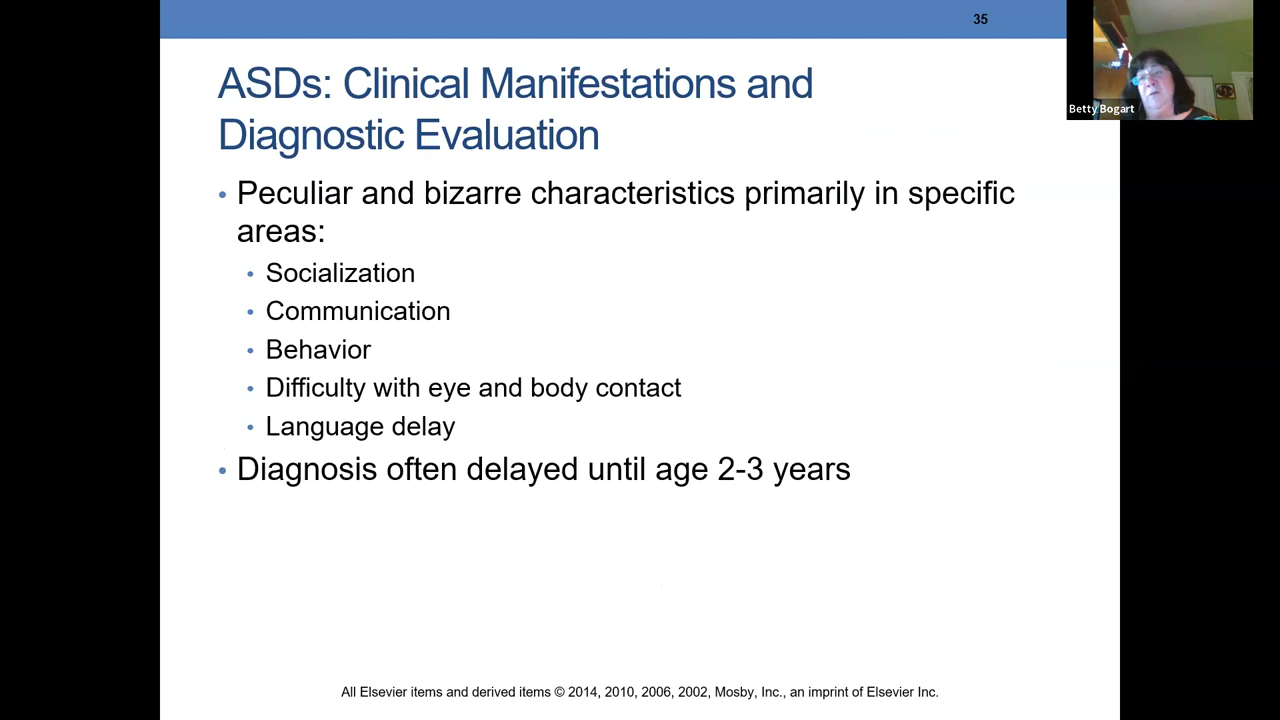 35
Betty Bogart
ASDs: Clinical Manifestations and
Diagnostic Evaluation
• Peculiar and bizarre characteristics primarily in specific
areas:
• Socialization
• Communication
• Behavior
• Difficulty with eye and body contact
• Language delay
• Diagnosis often delayed until age 2-3 years
All Elsevier items and derived items © 2014, 2010, 2006, 2002, Mosby, Inc., an imprint of Elsevier Inc.